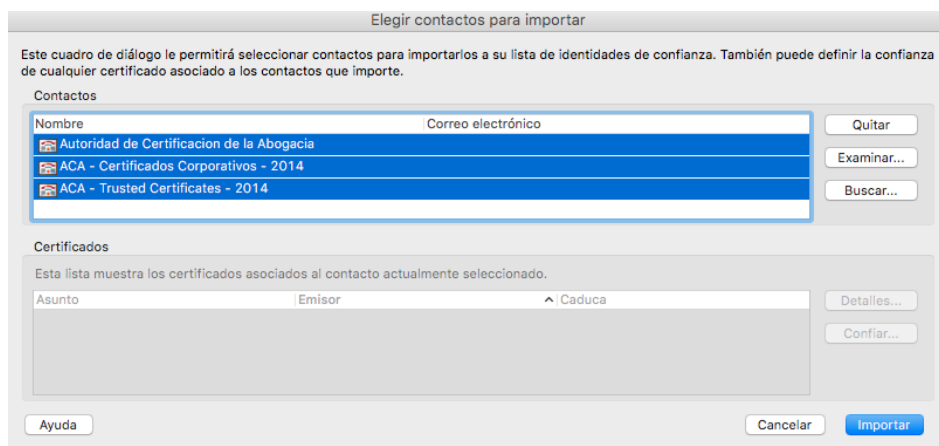 Elegir contactos para importar
Este cuadro de diálogo le permitirá seleccionar contactos para importarlos a su lista de identidades de confianza. También puede definir la confianza
de cualquier certificado asociado a los contactos que importe.
Contactos
Nombre Correo electrónico
Autoridad de Certificacion de la Abogacia
ACA - Certificados Corporativos - 2014
ACA - Trusted Certificates - 2014
Quitar
Examinar...
Buscar...
Certificados
Esta lista muestra los certificados asociados al contacto actualmente seleccionado.
Asunto Emisor Caduca
Detalles...
Confiar...
Ayuda Cancelar Importar